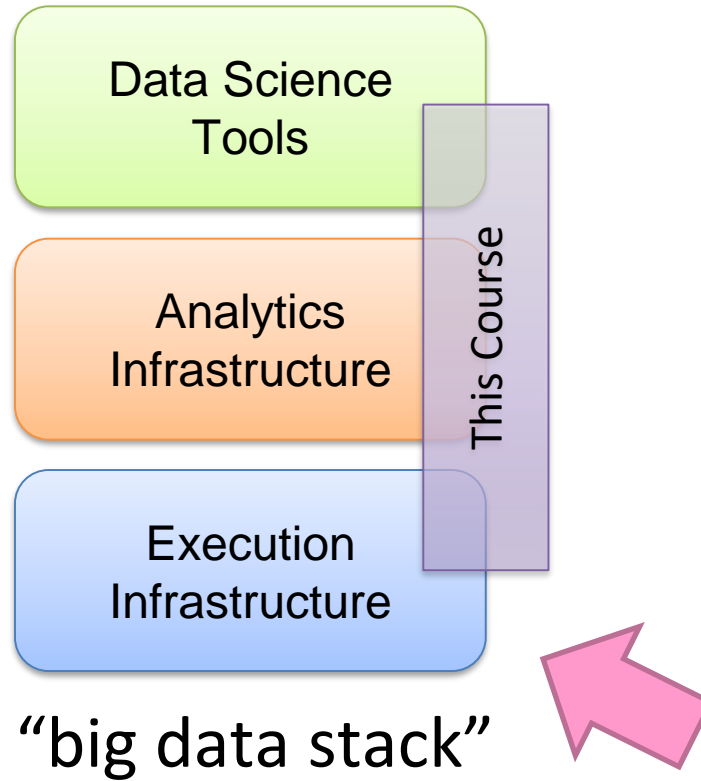 Data Science
Tools
Analytics
Infrastructure
This Course
Execution
Infrastructure
“big data stack”